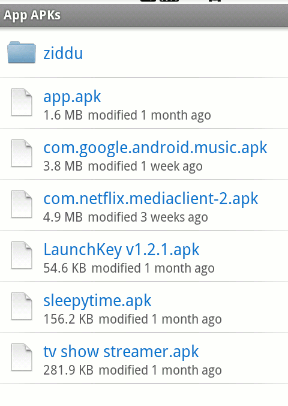 App APKs
ziddu
app.apk
1.6 MB modified 1 month ago
com.google.android.music.apk
3.8 MB modified 1 week ago
com.netflix.mediaclient-2.apk
4.9 MB modified 3 weeks ago
LaunchKey v1.2.1.apk
54.6 KB modified 1 month ago
sleepytime.apk
156.2 KB modified 1 month ago
tv show streamer.apk
281.9 KB modified 1 month ago